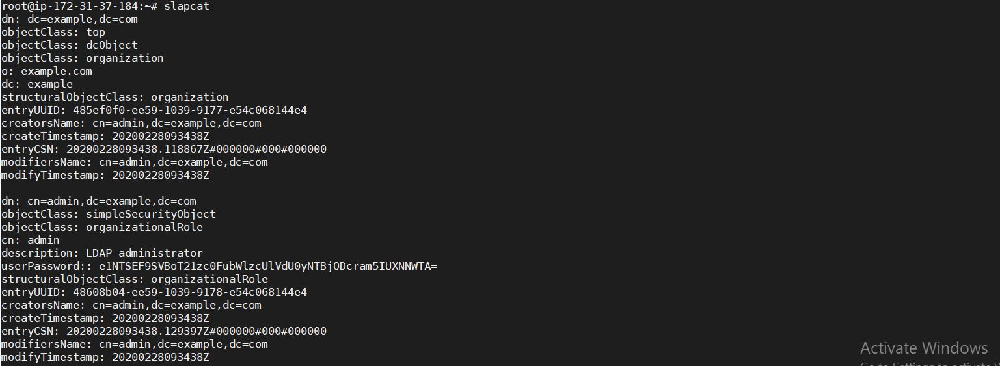 root@ip-172-31-37-184:~# slapcat
dn: dc=example,dc=com
objectClass: top
objectClass: dcObject
objectClass: organization
o: example.com
dc: example
structuralObjectClass: organization
entryUUID: 485ef0f0-ee59-1039-9177-e54c068144e4
creatorsName: cn=admin,dc=example,dc=com
createTimestamp: 20200228093438Z
entryCSN: 20200228093438.118867Z#000000#000#000000
modifiersName: cn=admin,dc=example,dc=com
modifyTimestamp: 20200228093438Z

dn: cn=admin,dc=example,dc=com
objectClass: simpleSecurityObject
objectClass: organizationalRole
cn: admin
description: LDAP administrator
userPassword:: e1NTSEF9SVBoT21zc0FubWlzcUlVdU0yNTBjODcram5IUXNNWTA=
structuralObjectClass: organizationalRole
entryUUID: 48608b04-ee59-1039-9178-e54c068144e4
creatorsName: cn=admin,dc=example,dc=com
createTimestamp: 20200228093438Z
entryCSN: 20200228093438.129397Z#000000#000#000000
modifiersName: cn=admin,dc=example,dc=com
modifyTimestamp: 20200228093438Z
Activate Windows
Go to Settings to activate